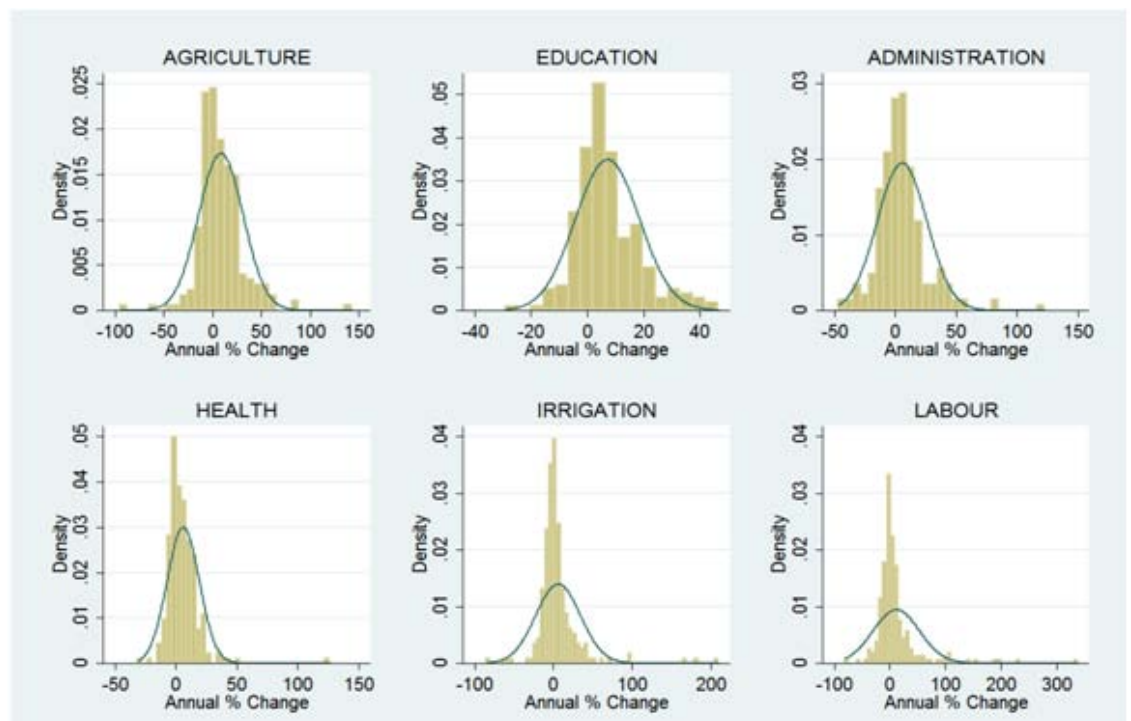 AGRICULTURE
Density
0 .005 .01 .015 .02 .025
-100 -50 0 50 100 150
Annual % Change
EDUCATION
Density
0 .01 .02 .03 .04 .05
-40 -20 0 20 40
Annual % Change
ADMINISTRATION
Density
0 .01 .02 .03
-50 0 50 100 150
Annual % Change
HEALTH
Density
0 .01 .02 .03 .04 .05
-50 0 50 100 150
Annual % Change
IRRIGATION
Density
0 .01 .02 .03 .04
-100 0 100 200
Annual % Change
LABOUR
Density
0 .01 .02 .03 .04
-100 0 100 200 300
Annual % Change